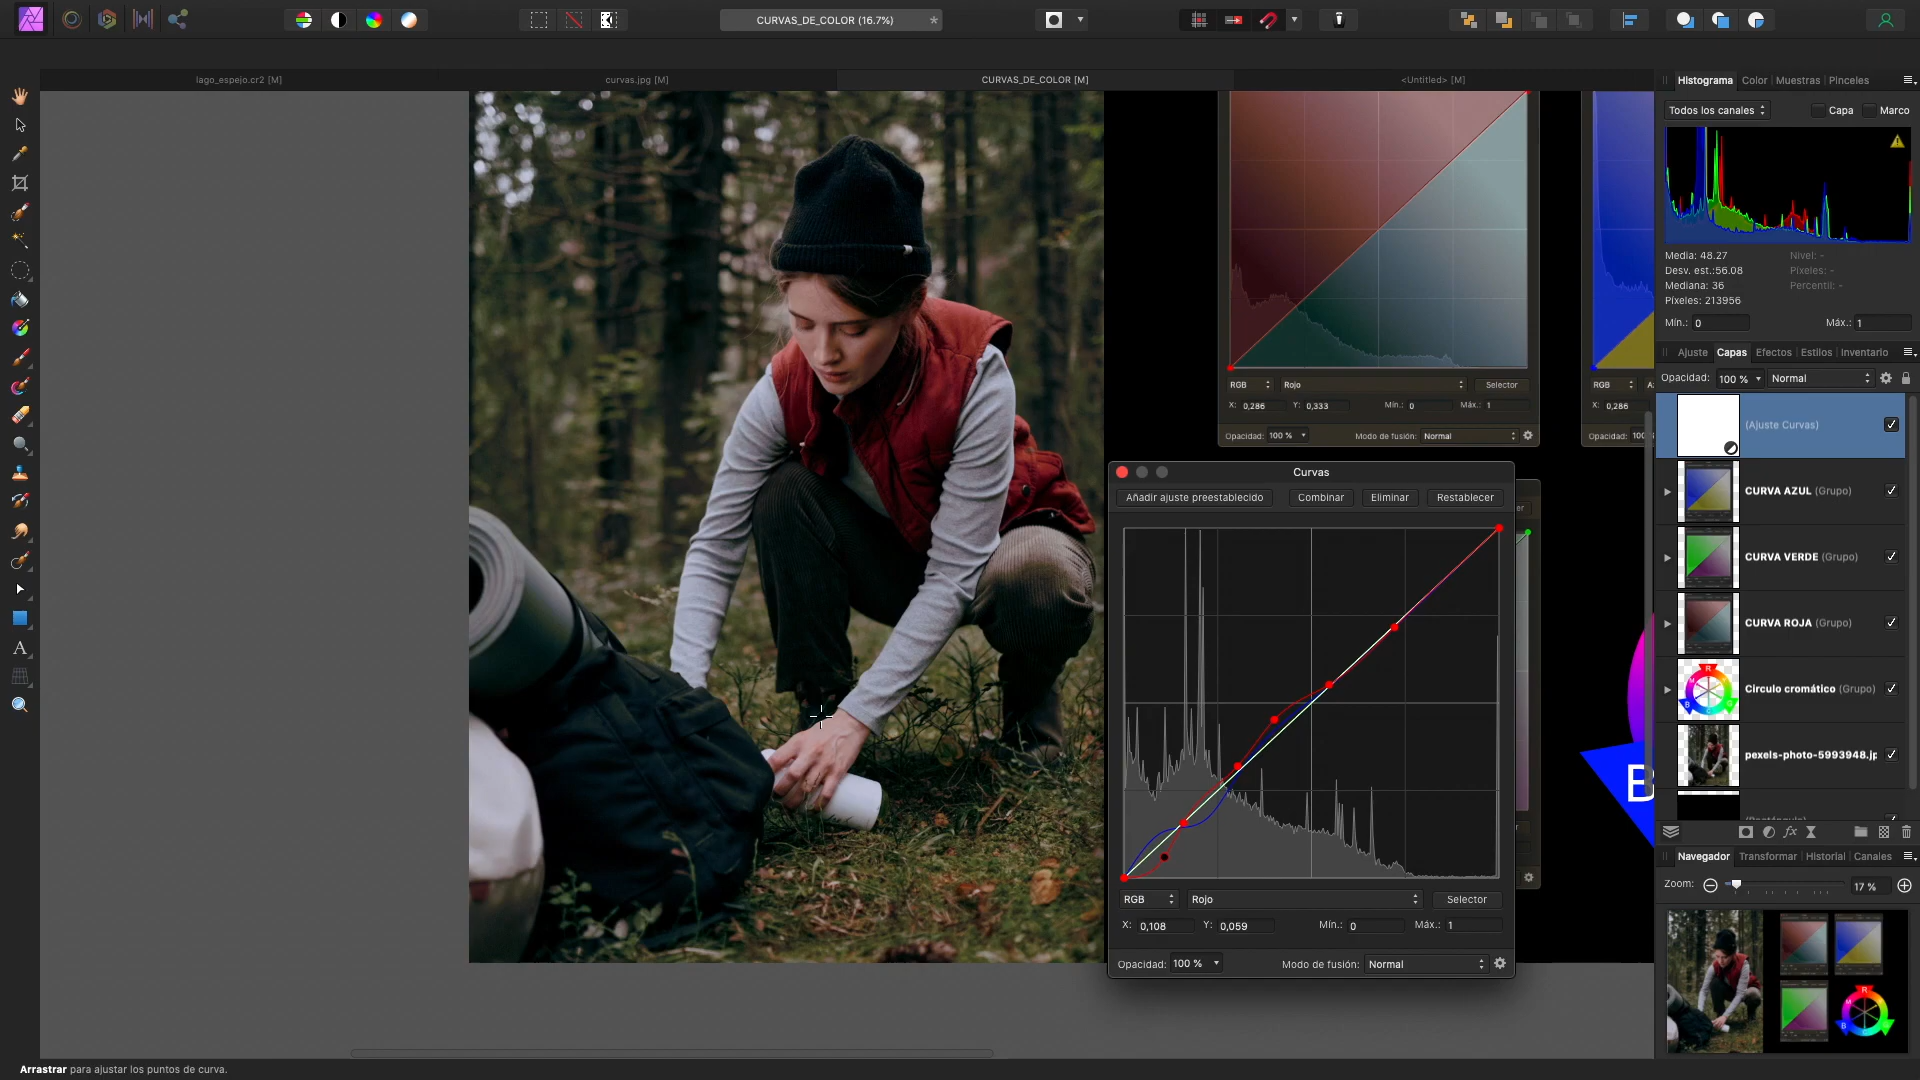 CURVAS_DE_COLOR (16.7%)
*
lago_espejo.cr2 [M]
curvas.jpg [M]
CURVAS_DE_COLOR [M]
<Untitled> [M]
Histograma
Color
Muestras
Pinceles
Todos los canales
Capa
Marco
Media: 48.27
Desv. est.:56.08
Mediana: 36
Píxeles: 213956
Nivel: -
Píxeles: -
Percentil: -
Mín.: 0
Máx.: 1
Ajuste
Capas
Efectos
Estilos
Inventario
Opacidad: 100 %
Normal
(Ajuste Curvas)
CURVA AZUL (Grupo)
CURVA VERDE (Grupo)
CURVA ROJA (Grupo)
Círculo cromático (Grupo)
pexels-photo-5993948.jp
RGB
Rojo
Selector
X: 0,286
Y: 0,333
Mín.: 0
Máx.: 1
Opacidad: 100 %
Modo de fusión: Normal
RGB
X: 0,286
Opacidad: 100
Curvas
Añadir ajuste preestablecido
Combinar
Eliminar
Restablecer
RGB
Rojo
Selector
X: 0,108
Y: 0,059
Mín.: 0
Máx.: 1
Opacidad: 100 %
Modo de fusión: Normal
B
Navegador
Transformar
Historial
Canales
Zoom:
17 %
R
M
B
G
Arrastrar para ajustar los puntos de curva.